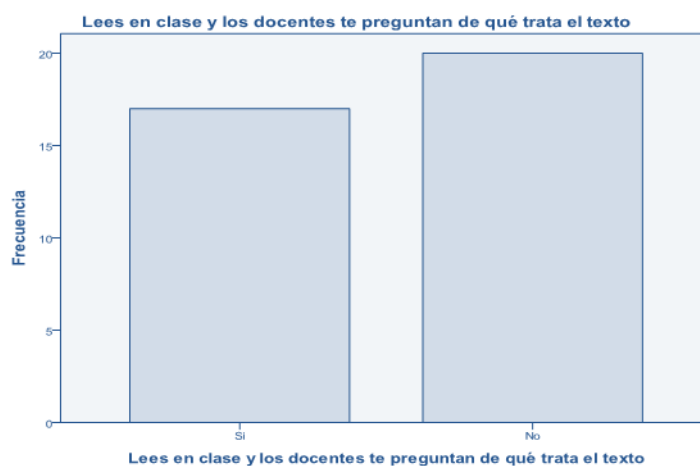 Lees en clase y los docentes te preguntan de qué trata el texto
20
15
10
5
0
Frecuencia
Si
No
Lees en clase y los docentes te preguntan de qué trata el texto